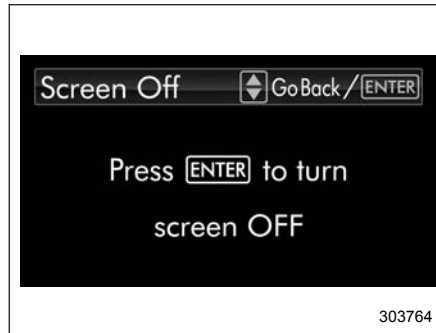 Screen Off Go Back / ENTER
Press ENTER to turn
screen OFF
303764